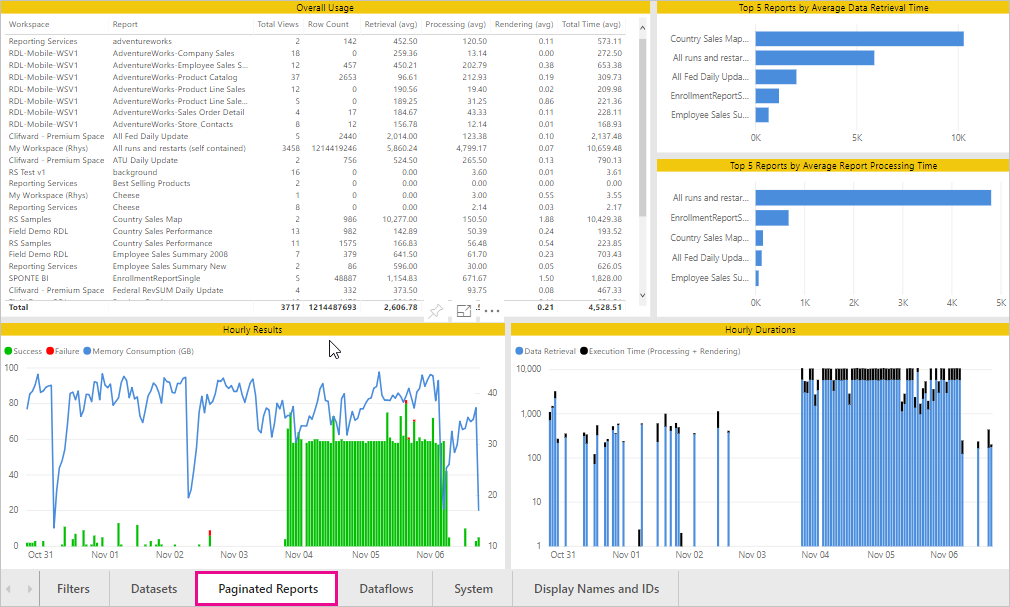 Overall Usage
Workspace Report Total Views Row Count Retrieval (avg) Processing (avg) Rendering (avg) Total Time (avg)
Reporting Services adventureworks 2 142 452.50 120.50 0.11 573.11
RDL-Mobile-WSV1 AdventureWorks-Company Sales 18 0 259.36 13.14 0.00 272.50
RDL-Mobile-WSV1 AdventureWorks-Employee Sales S... 12 457 450.21 202.79 0.38 653.38
RDL-Mobile-WSV1 AdventureWorks-Product Catalog 37 2653 96.61 212.93 0.19 309.73
RDL-Mobile-WSV1 AdventureWorks-Product Line Sales 12 0 190.56 19.40 0.02 209.98
RDL-Mobile-WSV1 AdventureWorks-Product Line Sale... 5 0 189.25 31.25 0.86 221.36
RDL-Mobile-WSV1 AdventureWorks-Sales Order Detail 4 17 184.67 43.33 0.11 228.11
RDL-Mobile-WSV1 AdventureWorks-Store_Contacts 8 12 156.78 12.14 0.01 168.93
Clifward - Premium Space All Fed Daily Update 5 2440 2,014.00 123.38 0.10 2,137.48
My Workspace (Rhys) All runs and restarts (self contained) 3458 1214419246 5,860.24 4,799.17 0.07 10,659.48
Clifward - Premium Space ATU Daily Update 2 756 524.50 265.50 0.13 790.13
RS Test v1 background 16 0 0.00 3.60 0.01 3.61
Reporting Services Best Selling Products 2 0 0.00 0.00 0.00 0.00
My Workspace (Rhys) Cheese 1 0 0.00 3.00 0.55 3.55
Reporting Services Cheese 8 0 0.00 2.14 0.03 2.17
RS Samples Country Sales Map 2 986 10,277.00 150.50 1.88 10,429.38
Field Demo RDL Country Sales Performance 13 982 142.89 50.39 0.24 193.52
RS Samples Country Sales Performance 11 1575 166.83 56.48 0.54 223.85
Field Demo RDL Employee Sales Summary 2008 7 379 641.50 61.70 0.23 703.43
Reporting Services Employee Sales Summary New 2 86 596.00 30.00 0.05 626.05
SPONTE BI EnrollmentReportSingle 5 48887 1,154.83 671.67 1.50 1,828.00
Clifward - Premium Space Federal RevSUM Daily Update 4 332 373.50 93.75 0.08 467.33
Total 3717 1214487693 2,606.78 0.21 4,528.51
Top 5 Reports by Average Data Retrieval Time
Country Sales Map...
All runs and restar...
All Fed Daily Upda...
EnrollmentReportS...
Employee Sales Su...
0K 5K 10K
Top 5 Reports by Average Report Processing Time
All runs and restar...
EnrollmentReportS...
Country Sales Map...
All Fed Daily Upda...
Employee Sales Su...
0K 1K 2K 3K 4K 5K
Hourly Results
Success Failure Memory Consumption (GB)
100
80
60
40
20
0
40
30
20
10
Oct 31 Nov 01 Nov 02 Nov 03 Nov 04 Nov 05 Nov 06
Hourly Durations
Data Retrieval Execution Time (Processing + Rendering)
10,000
1,000
100
10
1
Oct 31 Nov 01 Nov 02 Nov 03 Nov 04 Nov 05 Nov 06
Filters Datasets Paginated Reports Dataflows System Display Names and IDs